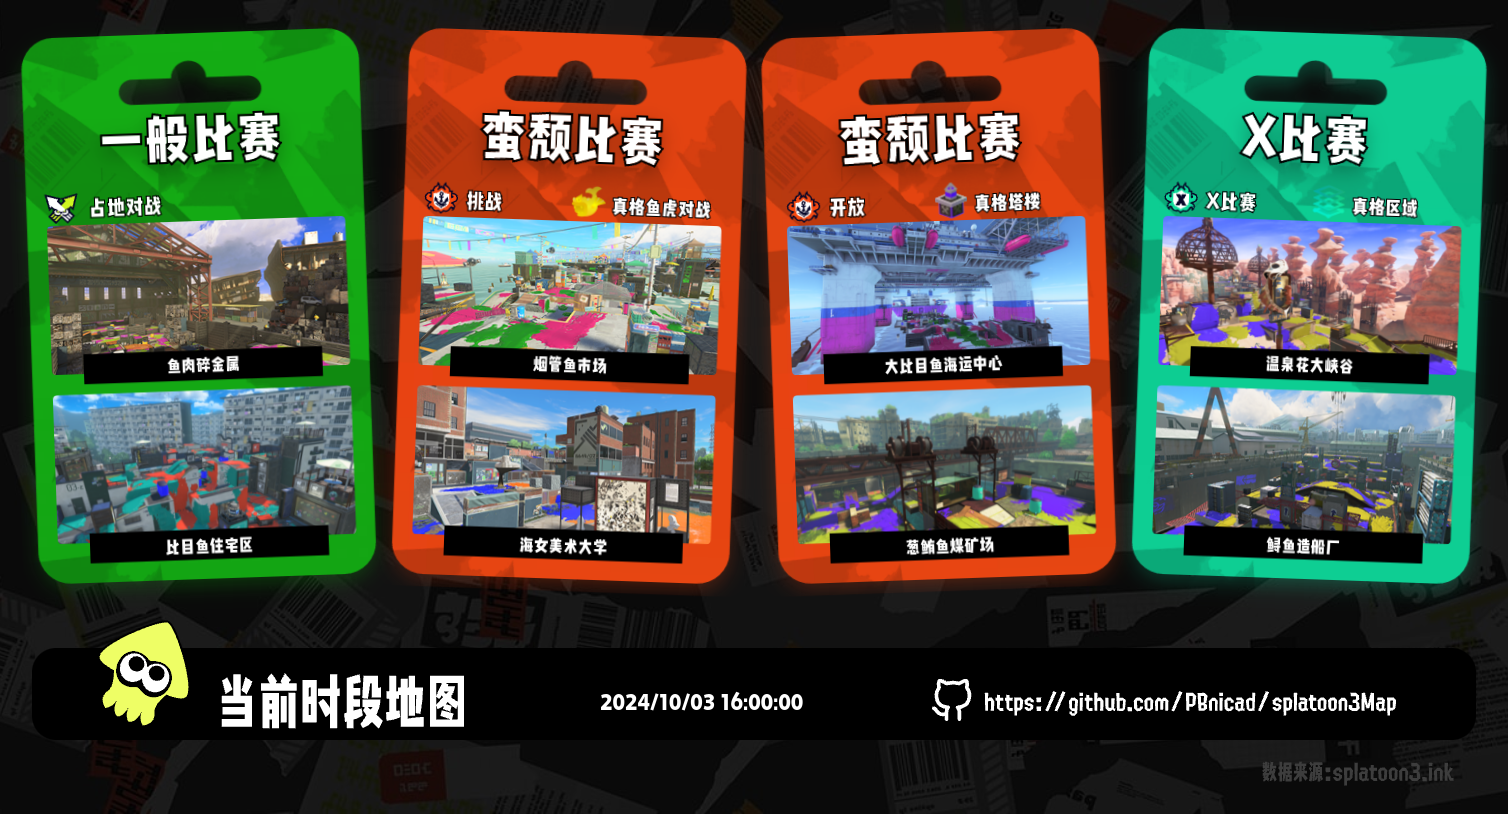 一般比赛
占地对战
鱼肉碎金属
比目鱼住宅区
蛮颓比赛
挑战
真格鱼虎对战
烟管鱼市场
海女美术大学
蛮颓比赛
开放
真格塔楼
大比目鱼海运中心
葱鲔鱼煤矿场
X比赛
X比赛
真格区域
温泉花大峡谷
鲟鱼造船厂
当前时段地图
2024/10/03 16:00:00
https://github.com/PBnicad/splatoon3Map
数据来源:splatoon3.ink